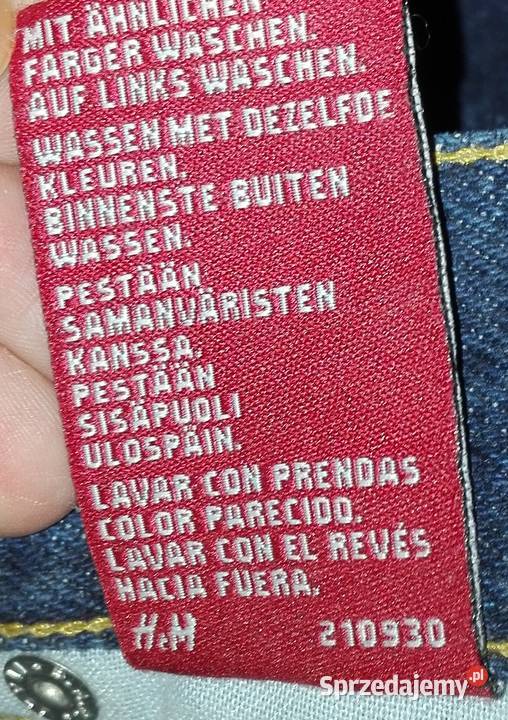 MIT ÄHNLICHEN
FARGER WASCHEN.
AUF LINKS WASCHEN.
WASSEN MET DEZELFDE
KLEUREN.
BINNENSTE BUITEN
WASSEN.
PESTÄÄN.
SAMANVÄRISTEN
KANSSA.
PESTÄÄN
SISÄPUOLI
ULOSPÄIN.
LAVAR CON PRENDAS
COLOR PARECIDO.
LAVAR CON EL REVÉS
HACIA FUERA.
H&M 210930
Sprzedajemy.pl